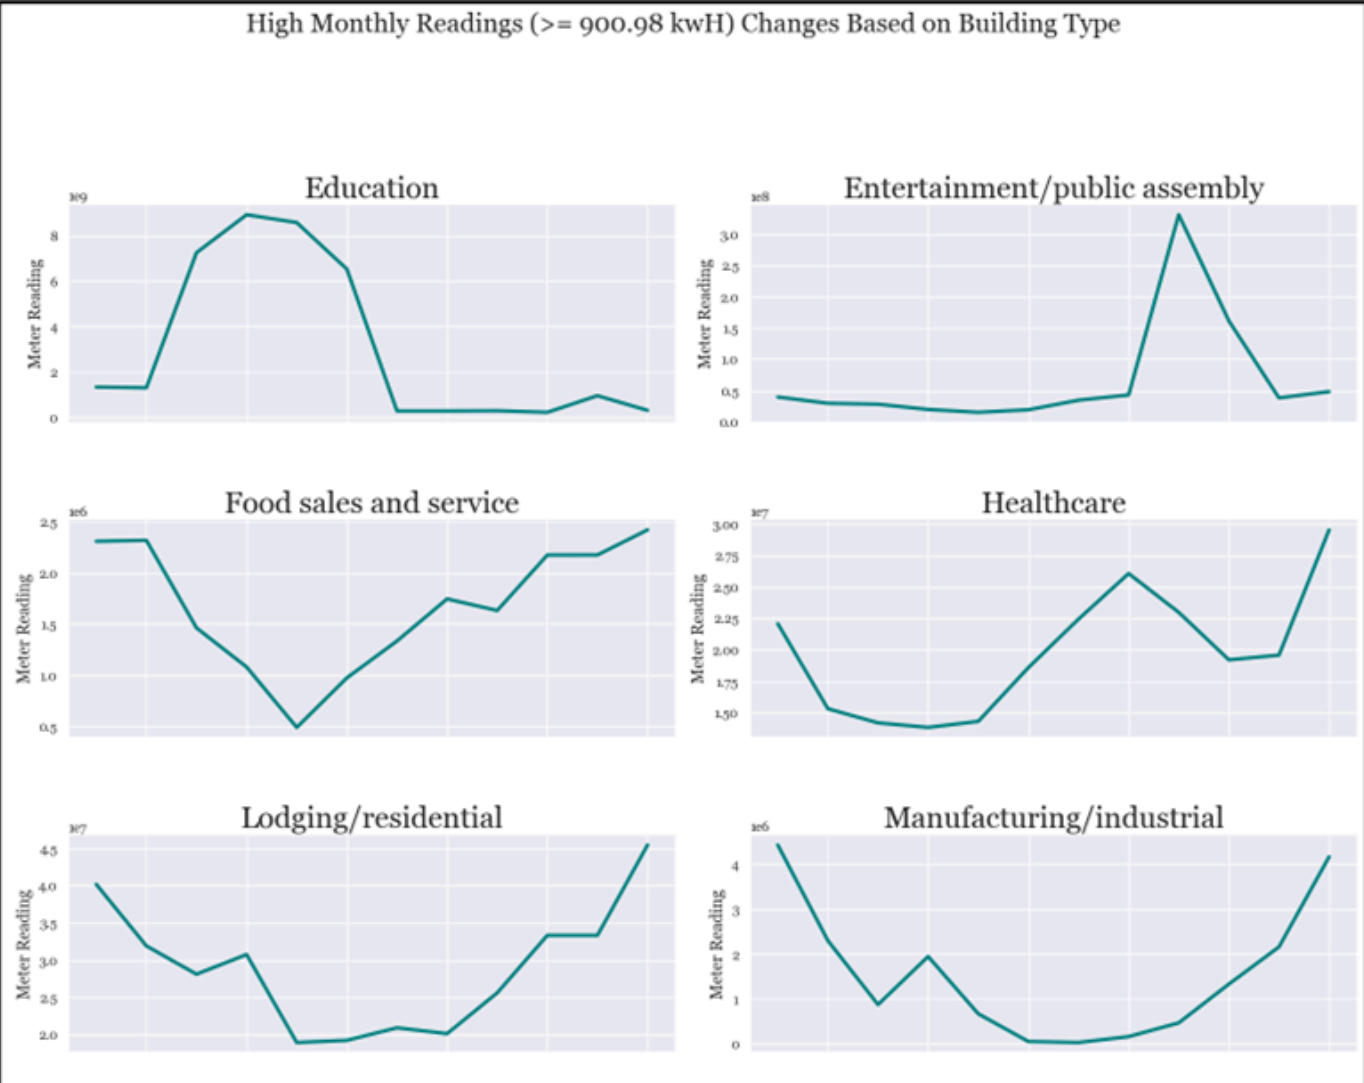 High Monthly Readings (>= 900.98 kwH) Changes Based on Building Type
Education
1e9
Meter Reading
8
6
4
2
0
Entertainment/public assembly
1e8
Meter Reading
3.0
2.5
2.0
1.5
1.0
0.5
0.0
Food sales and service
1e6
Meter Reading
2.5
2.0
1.5
1.0
0.5
Healthcare
1e7
Meter Reading
3.00
2.75
2.50
2.25
2.00
1.75
1.50
Lodging/residential
1e7
Meter Reading
4.5
4.0
3.5
3.0
2.5
2.0
Manufacturing/industrial
1e6
Meter Reading
4
3
2
1
0